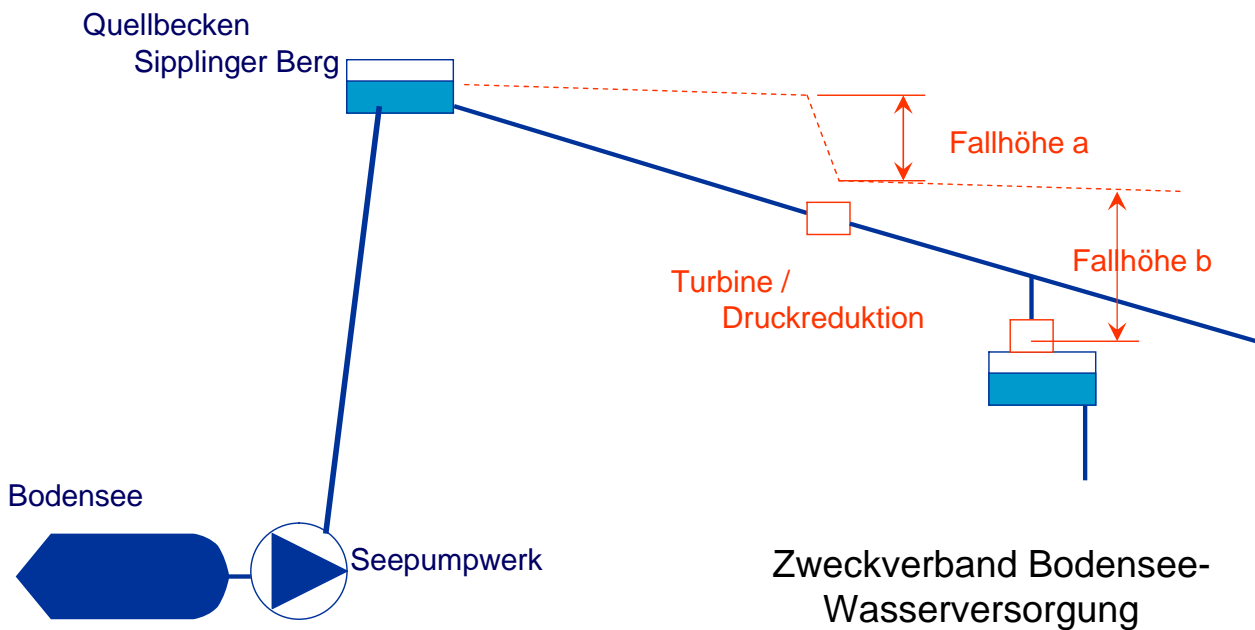 Quellbecken
Sipplinger Berg
Fallhöhe a
Fallhöhe b
Turbine /
Druckreduktion
Bodensee
Seepumpwerk
Zweckverband Bodensee-
Wasserversorgung